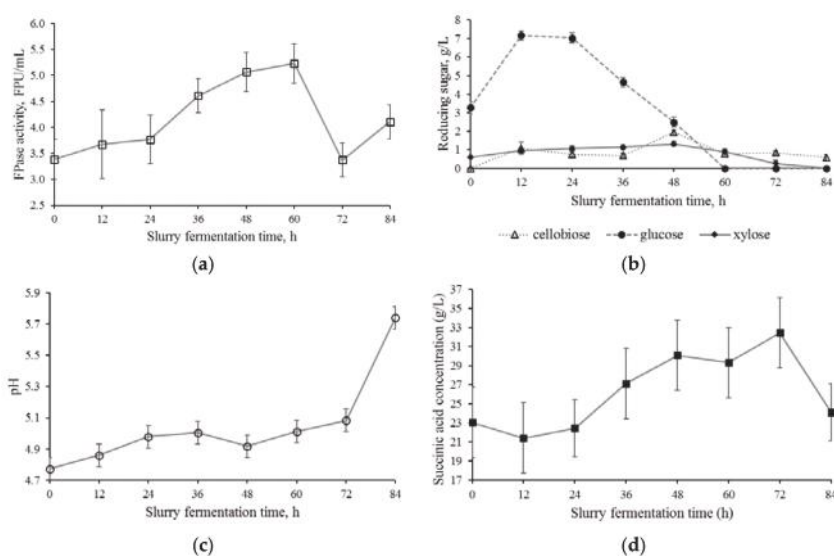 6.0
5.5
5.0
4.5
4.0
3.5
3.0
2.5
FPase activity, FPU/mL
0 12 24 36 48 60 72 84
Slurry fermentation time, h
(a)
8
7
6
5
4
3
2
1
0
Reducing sugar, g/L
0 12 24 36 48 60 72 84
Slurry fermentation time, h
cellobiose glucose xylose
(b)
5.9
5.7
5.5
5.3
5.1
4.9
4.7
pH
0 12 24 36 48 60 72 84
Slurry fermentation time, h
(c)
37
35
33
31
29
27
25
23
21
19
17
Succinic acid concentration (g/L)
0 12 24 36 48 60 72 84
Slurry fermentation time (h)
(d)